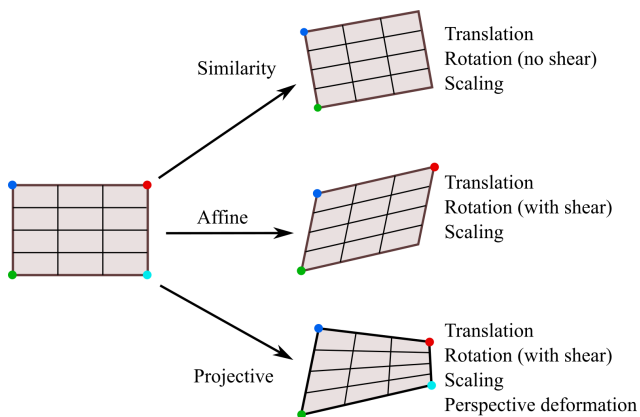 Similarity
Translation
Rotation (no shear)
Scaling
Affine
Translation
Rotation (with shear)
Scaling
Projective
Translation
Rotation (with shear)
Scaling
Perspective deformation